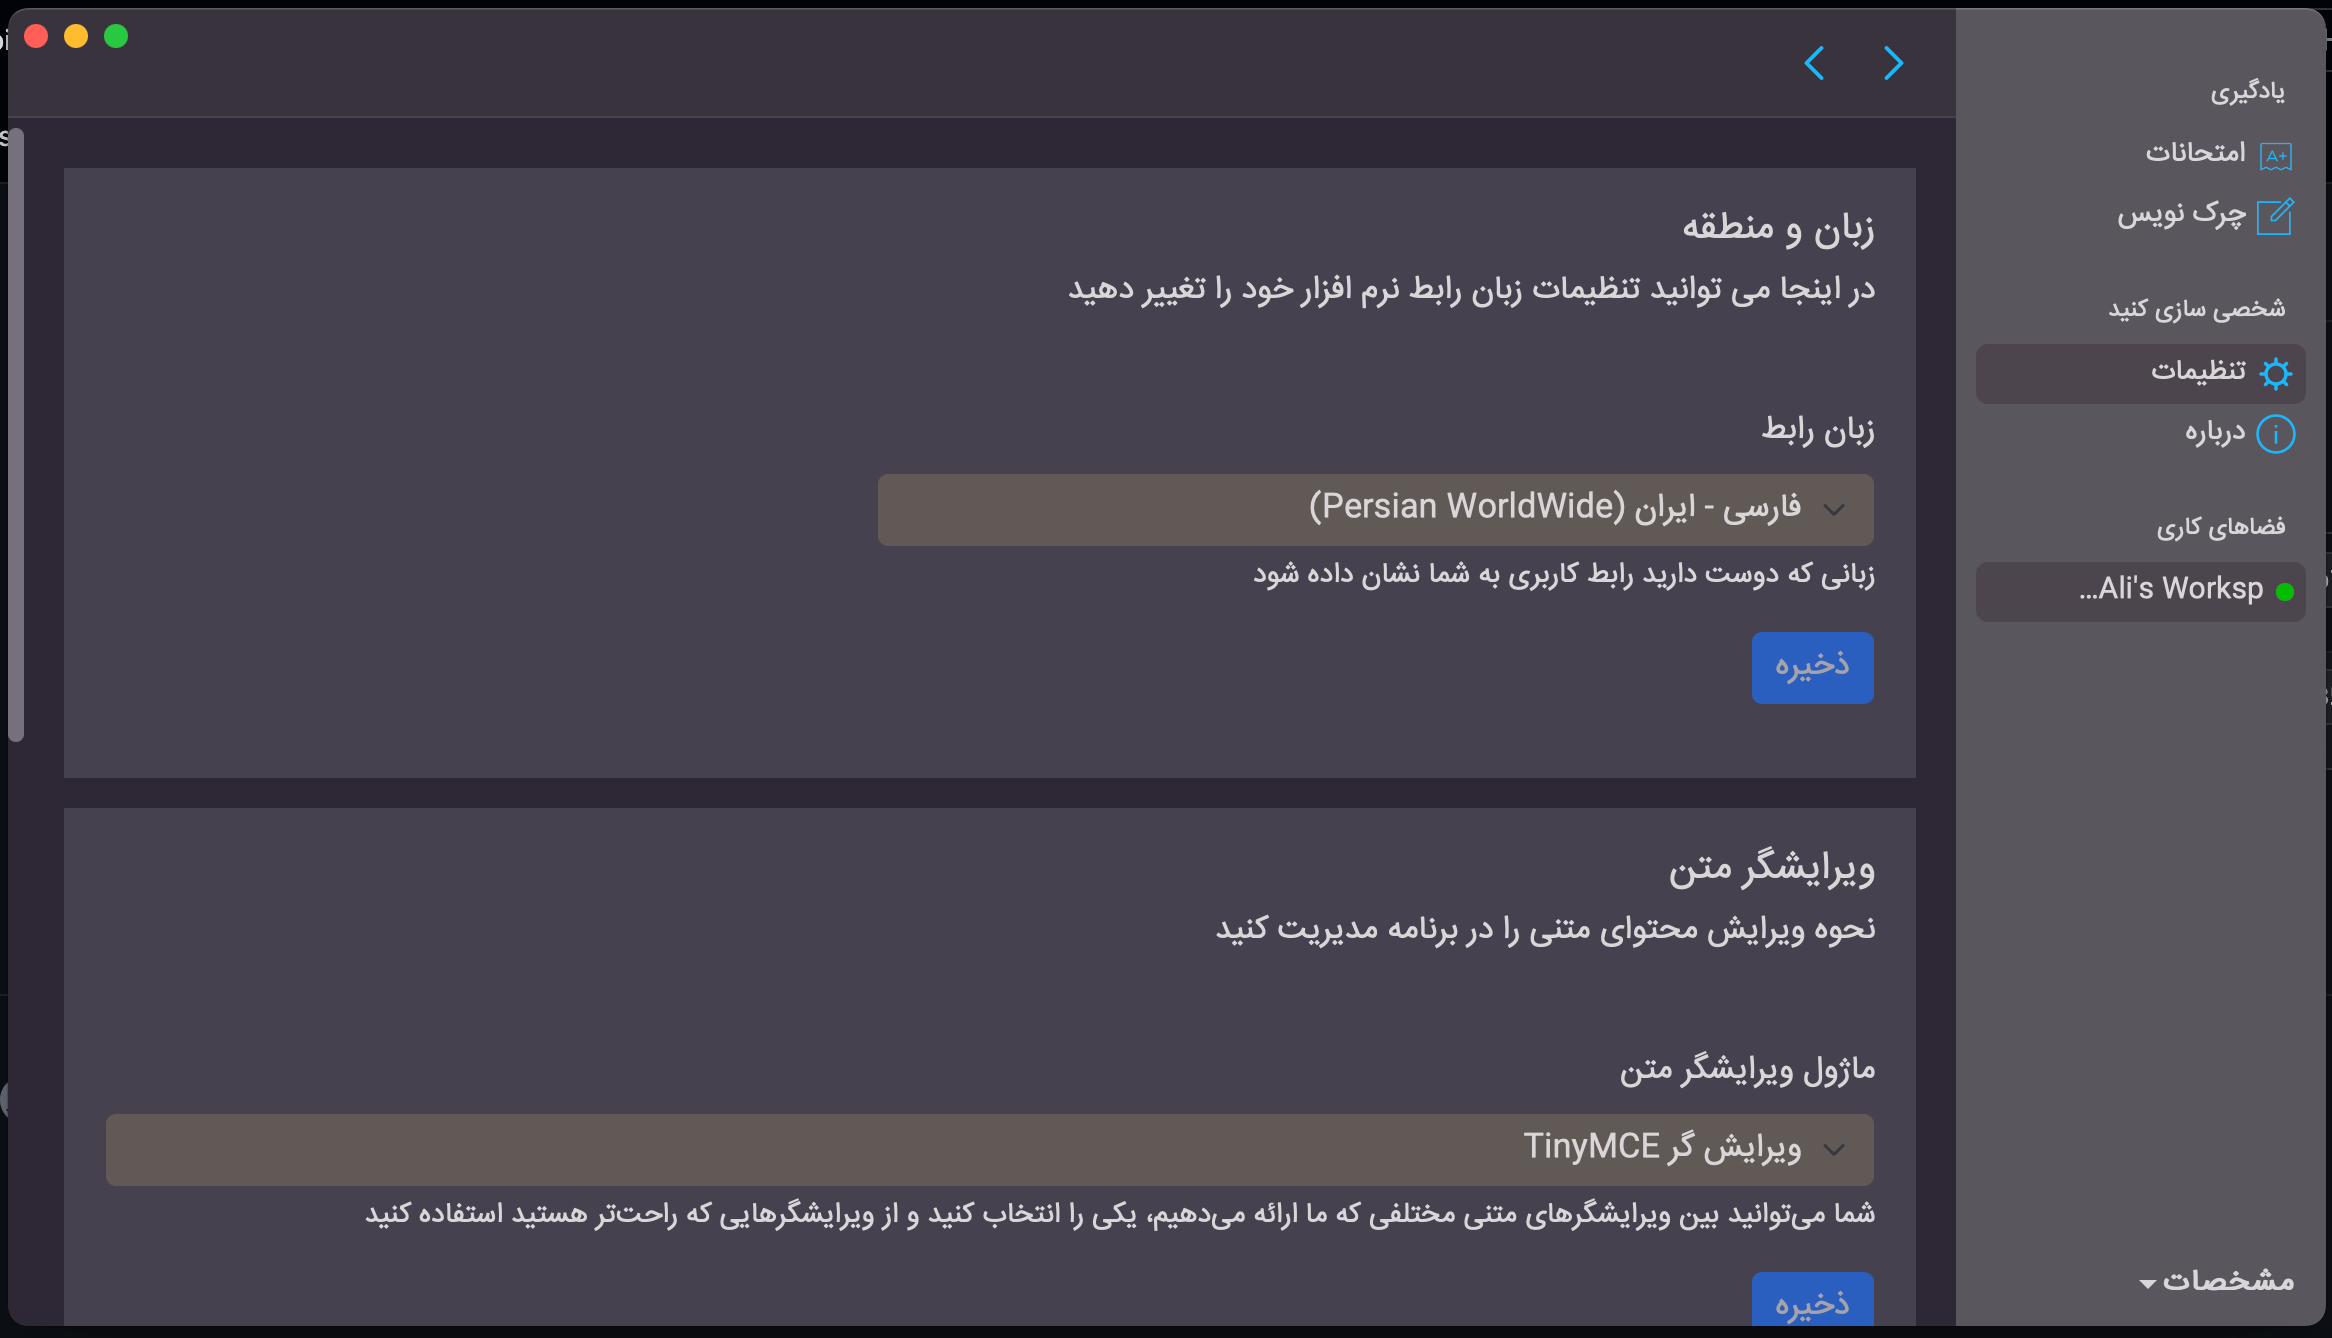 یادگیری
امتحانات
چرک نویس
شخصی سازی کنید
تنظیمات
درباره
فضاهای کاری
Ali's Worksp...
مشخصات
زبان و منطقه
در اینجا می توانید تنظیمات زبان رابط نرم افزار خود را تغییر دهید
زبان رابط
فارسی - ایران (Persian WorldWide)
زبانی که دوست دارید رابط کاربری به شما نشان داده شود
ذخیره
ویرایشگر متن
نحوه ویرایش محتوای متنی را در برنامه مدیریت کنید
ماژول ویرایشگر متن
ویرایش گر TinyMCE
شما می‌توانید بین ویرایشگرهای متنی مختلفی که ما ارائه می‌دهیم، یکی را انتخاب کنید و از ویرایشگرهایی که راحت‌تر هستید استفاده کنید
ذخیره